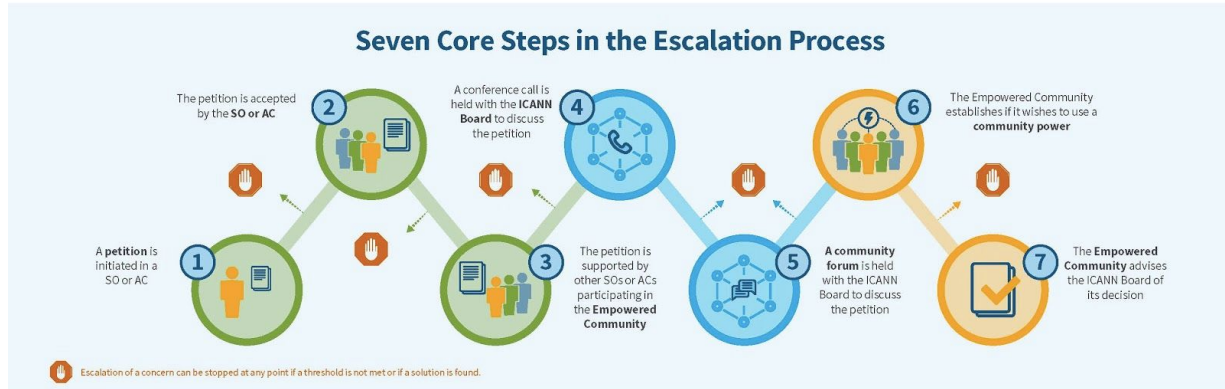 Seven Core Steps in the Escalation Process
1
A petition is
initiated in a
SO or AC
2
The petition is accepted
by the SO or AC
3
The petition is
supported by
other SOs or ACs
participating in
the Empowered
Community
4
A conference call is
held with the ICANN
Board to discuss
the petition
5
A community
forum is held
with the ICANN
Board to discuss
the petition
6
The Empowered Community
establishes if it wishes to use a
community power
7
The Empowered
Community advises
the ICANN Board of
its decision
Escalation of a concern can be stopped at any point if a threshold is not met or if a solution is found.